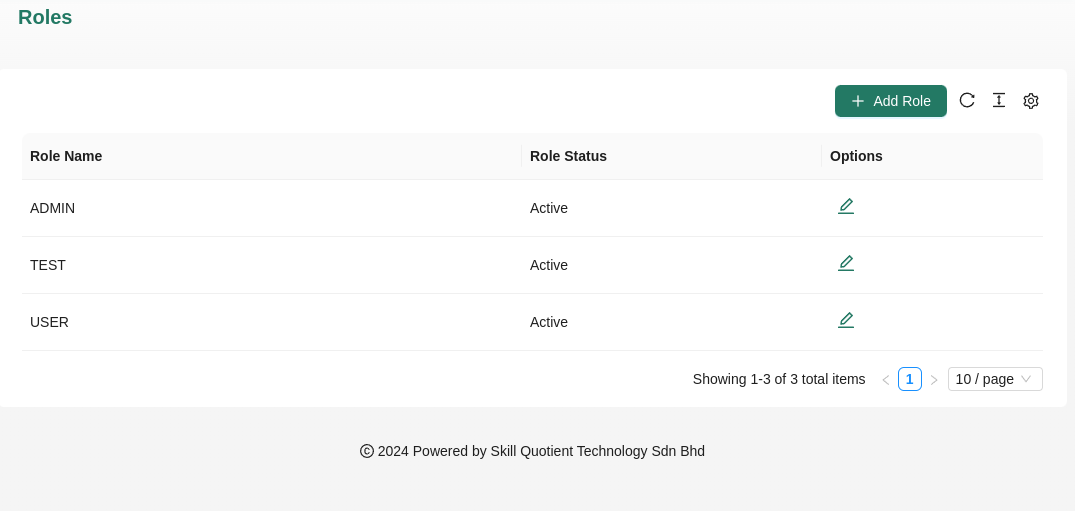 Roles
Add Role
Role Name Role Status Options
ADMIN Active
TEST Active
USER Active
Showing 1-3 of 3 total items 1 10 / page
© 2024 Powered by Skill Quotient Technology Sdn Bhd